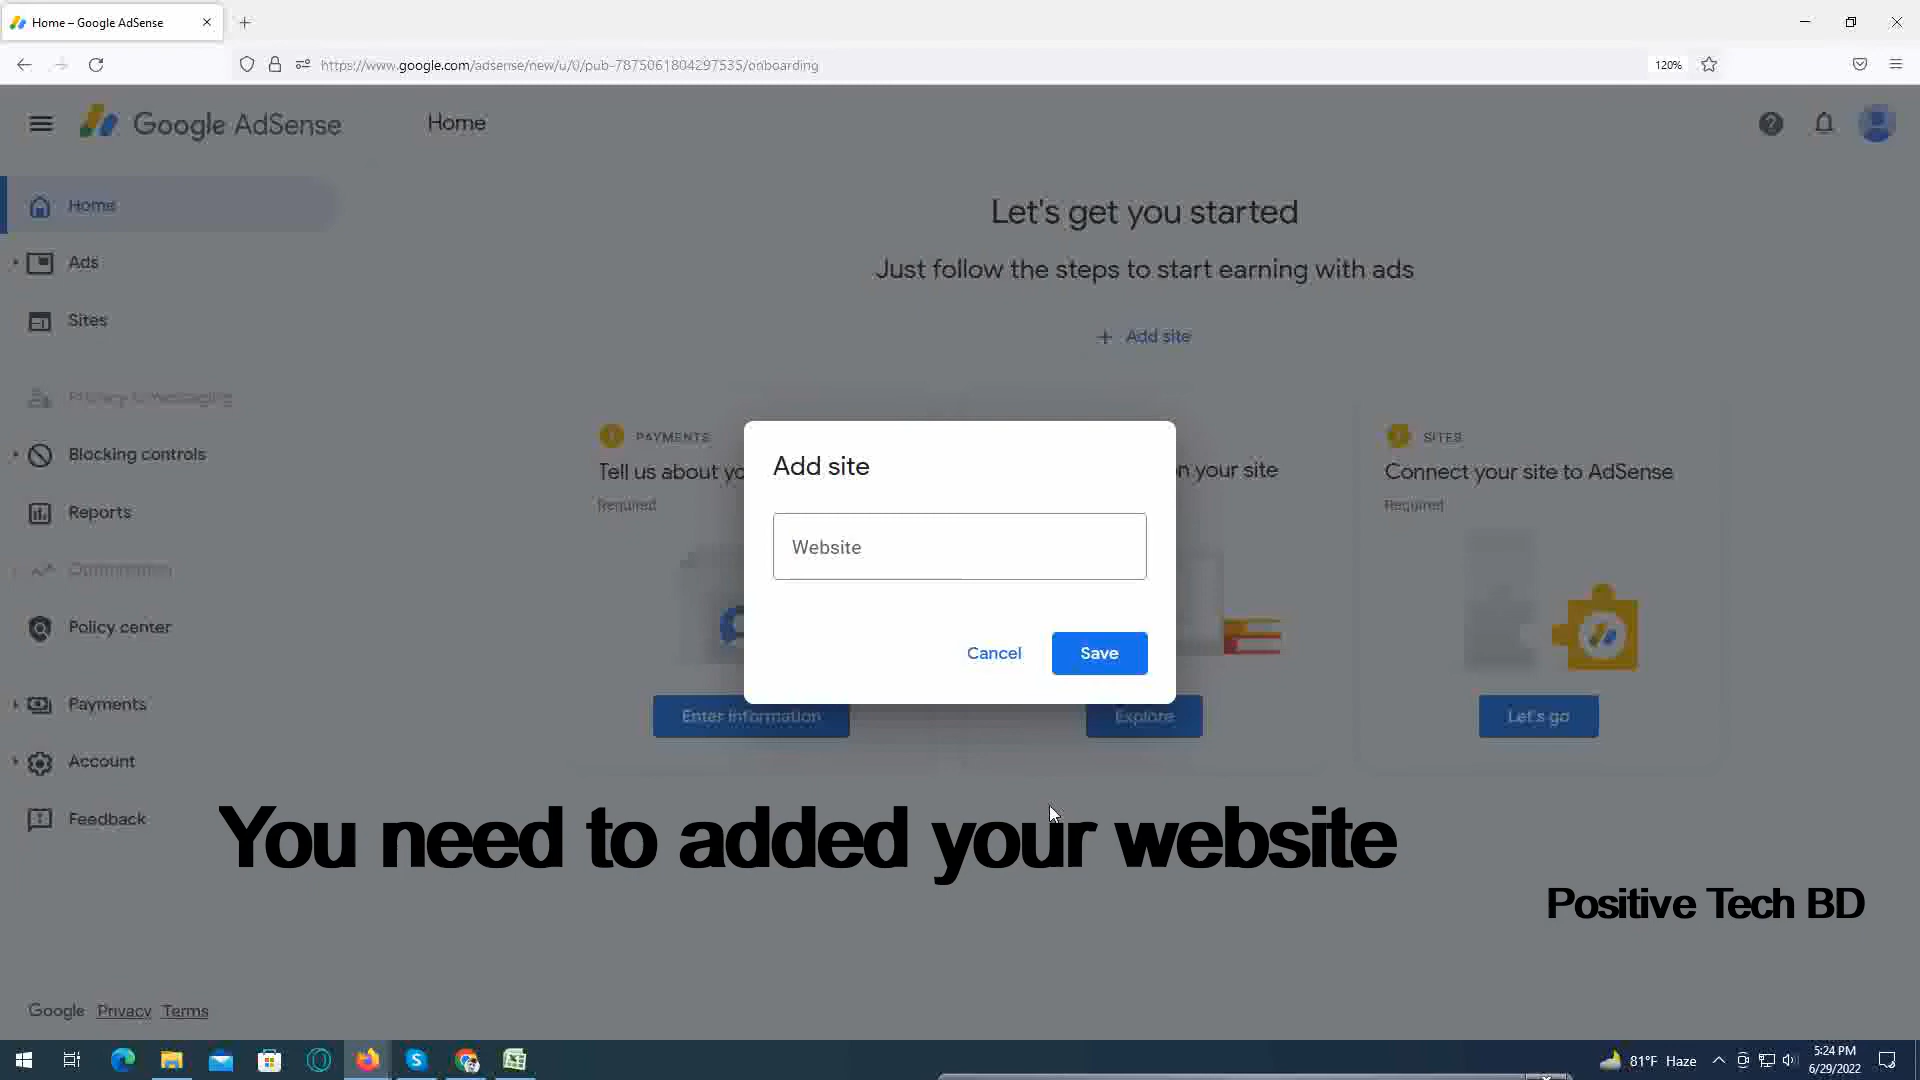 Home – Google AdSense
https://www.google.com/adsense/new/u/0/pub-7875061804297535/onboarding
120%
Google AdSense
Home
Home
Let's get you started
Ads
Just follow the steps to start earning with ads
Sites
+ Add site
Privacy & messaging
PAYMENTS
SITES
Blocking controls
Tell us about yo
n your site
Connect your site to AdSense
Add site
Required
Required
Reports
Website
Optimization
Policy center
Cancel
Save
Payments
Enter information
Explore
Let's go
Account
Feedback
You need to added your website
Positive Tech BD
Google Privacy Terms
81°F Haze
5:24 PM
6/29/2022